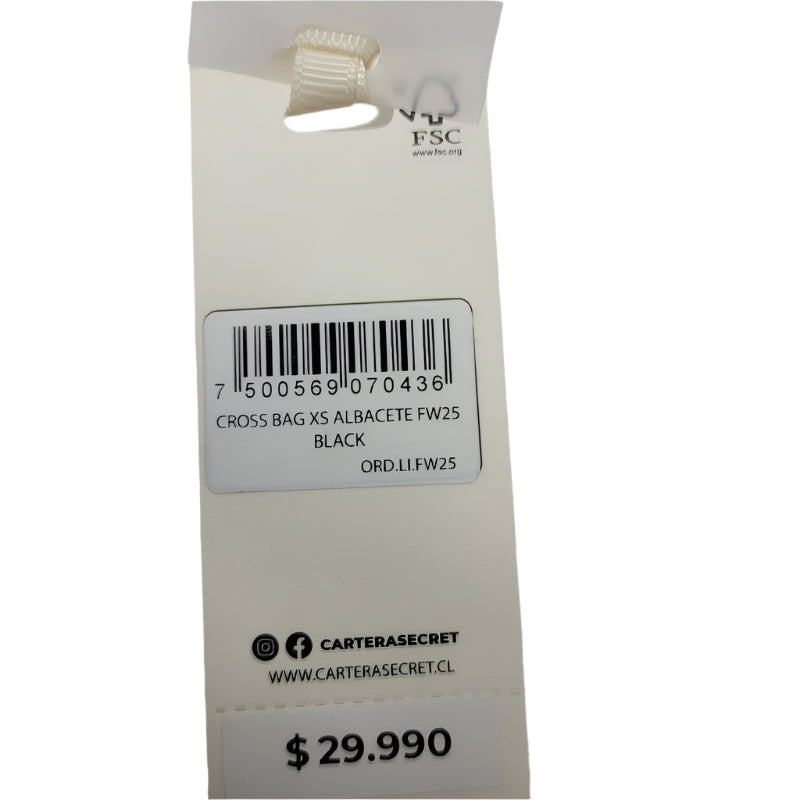 FSC
www.fsc.org
7 500569 070436
CROSS BAG XS ALBACETE FW25
BLACK
ORD.LI.FW25
CARTERASECRET
WWW.CARTERASECRET.CL
$ 29.990